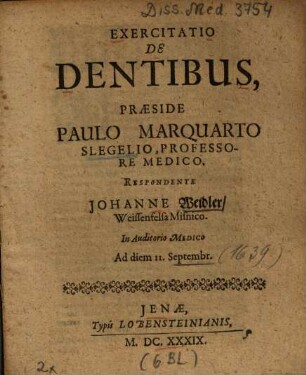 Diss. Med. 3754
EXERCITATIO
DE
DENTIBUS,
PRÆSIDE
PAULO MARQUARTO
SLEGELIO, PROFESSO-
RE MEDICO,
RESPONDENTE
JOHANNE Weidler/
Weissenfelsa Misnico.
In Auditorio MEDICO
Ad diem 11. Septembr. (1639)
JENÆ,
Typis LOBENSTEINIANIS,
M. DC. XXXIX.
2x
(6 Bl.)